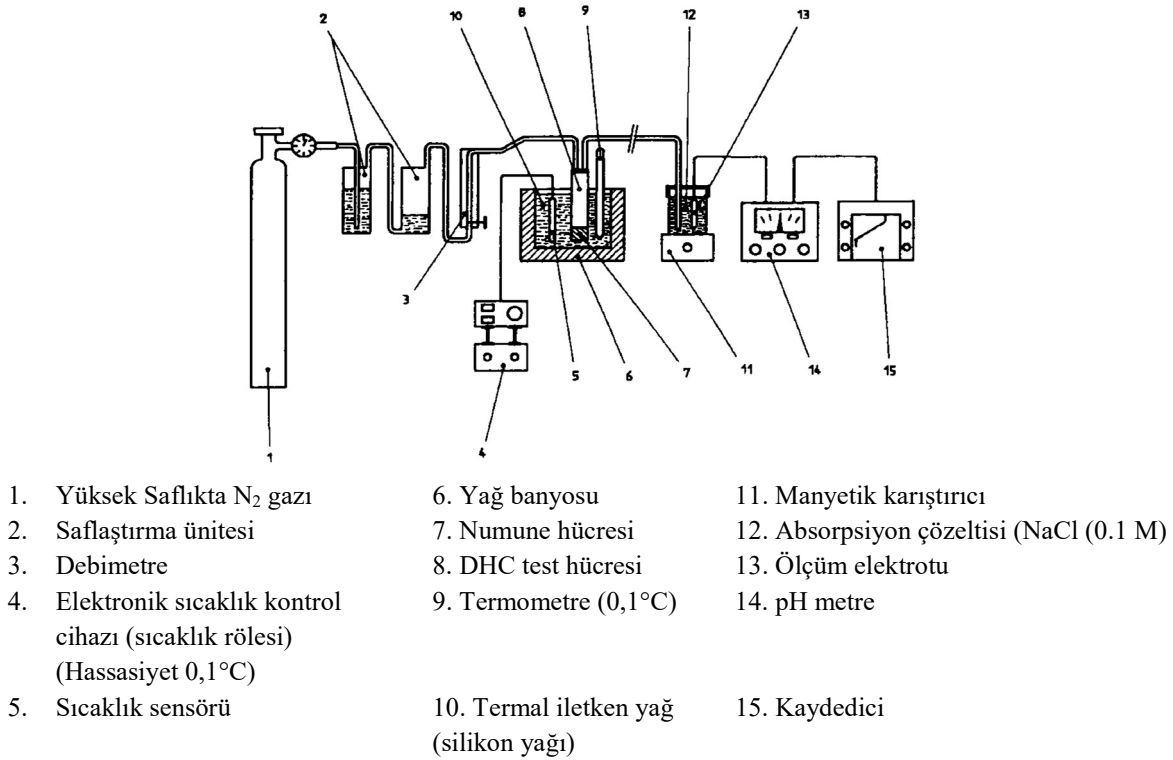 2 10 8 9 12 13
3
5 6 7 11 14 15
1 4
1. Yüksek Saflıkta N₂ gazı 6. Yağ banyosu 11. Manyetik karıştırıcı
2. Saflaştırma ünitesi 7. Numune hücresi 12. Absorpsiyon çözeltisi (NaCl (0.1 M)
3. Debimetre 8. DHC test hücresi 13. Ölçüm elektrotu
4. Elektronik sıcaklık kontrol 9. Termometre (0,1°C) 14. pH metre
cihazı (sıcaklık rölesi)
(Hassasiyet 0,1°C)
5. Sıcaklık sensörü 10. Termal iletken yağ 15. Kaydedici
(silikon yağı)